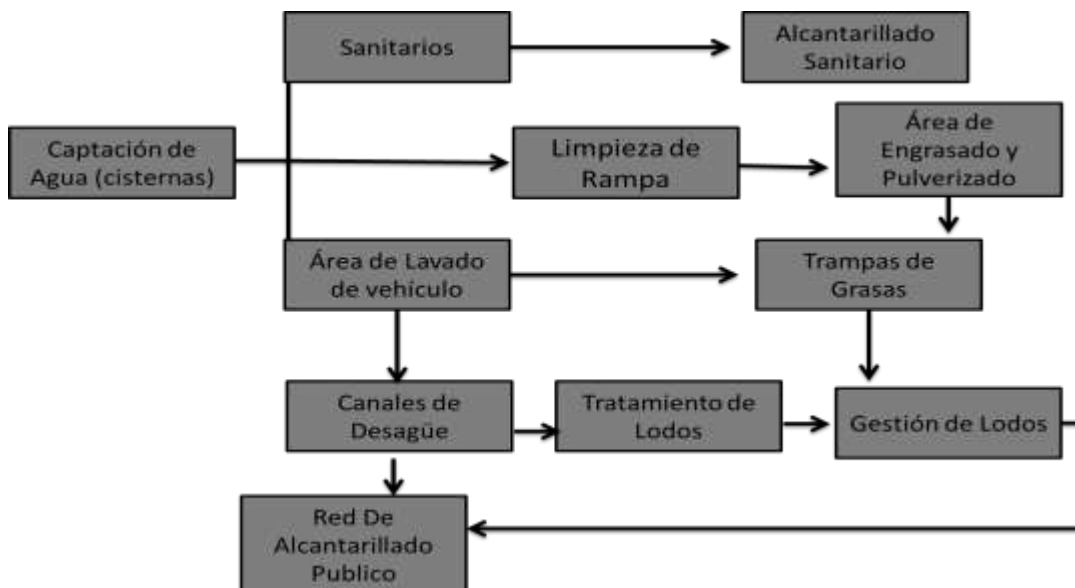 Sanitarios
Alcantarillado
Sanitario
Captación de
Agua (cisternas)
Limpieza de
Rampa
Área de
Engrasado y
Pulverizado
Área de Lavado
de vehículo
Trampas de
Grasas
Canales de
Desagüe
Tratamiento de
Lodos
Gestión de Lodos
Red De
Alcantarillado
Publico